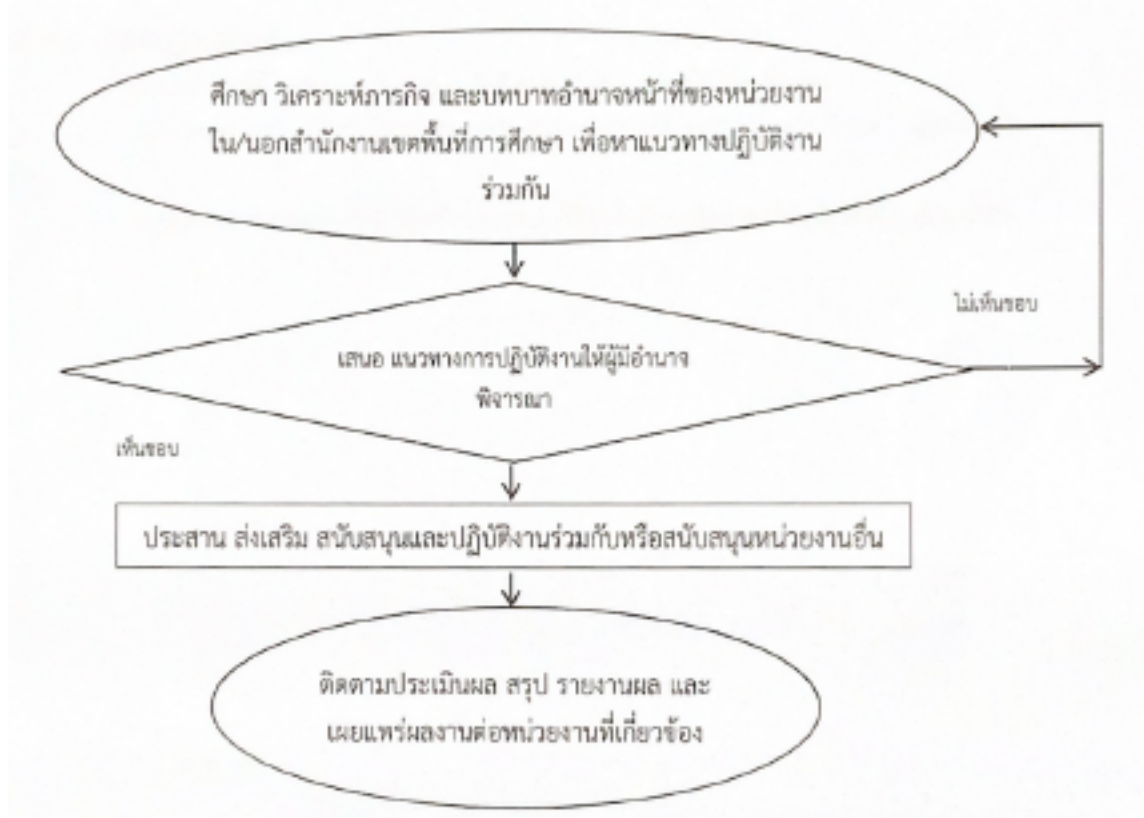 ศึกษา วิเคราะห์ภารกิจ และบทบาทอำนาจหน้าที่ของหน่วยงาน
ใน/นอกสำนักงานเขตพื้นที่การศึกษา เพื่อหาแนวทางปฏิบัติงาน
ร่วมกัน
ไม่เห็นชอบ
เสนอ แนวทางการปฏิบัติงานให้ผู้มีอำนาจ
พิจารณา
เห็นชอบ
ประสาน ส่งเสริม สนับสนุนและปฏิบัติงานร่วมกับหรือสนับสนุนหน่วยงานอื่น
ติดตามประเมินผล สรุป รายงานผล และ
เผยแพร่ผลงานต่อหน่วยงานที่เกี่ยวข้อง